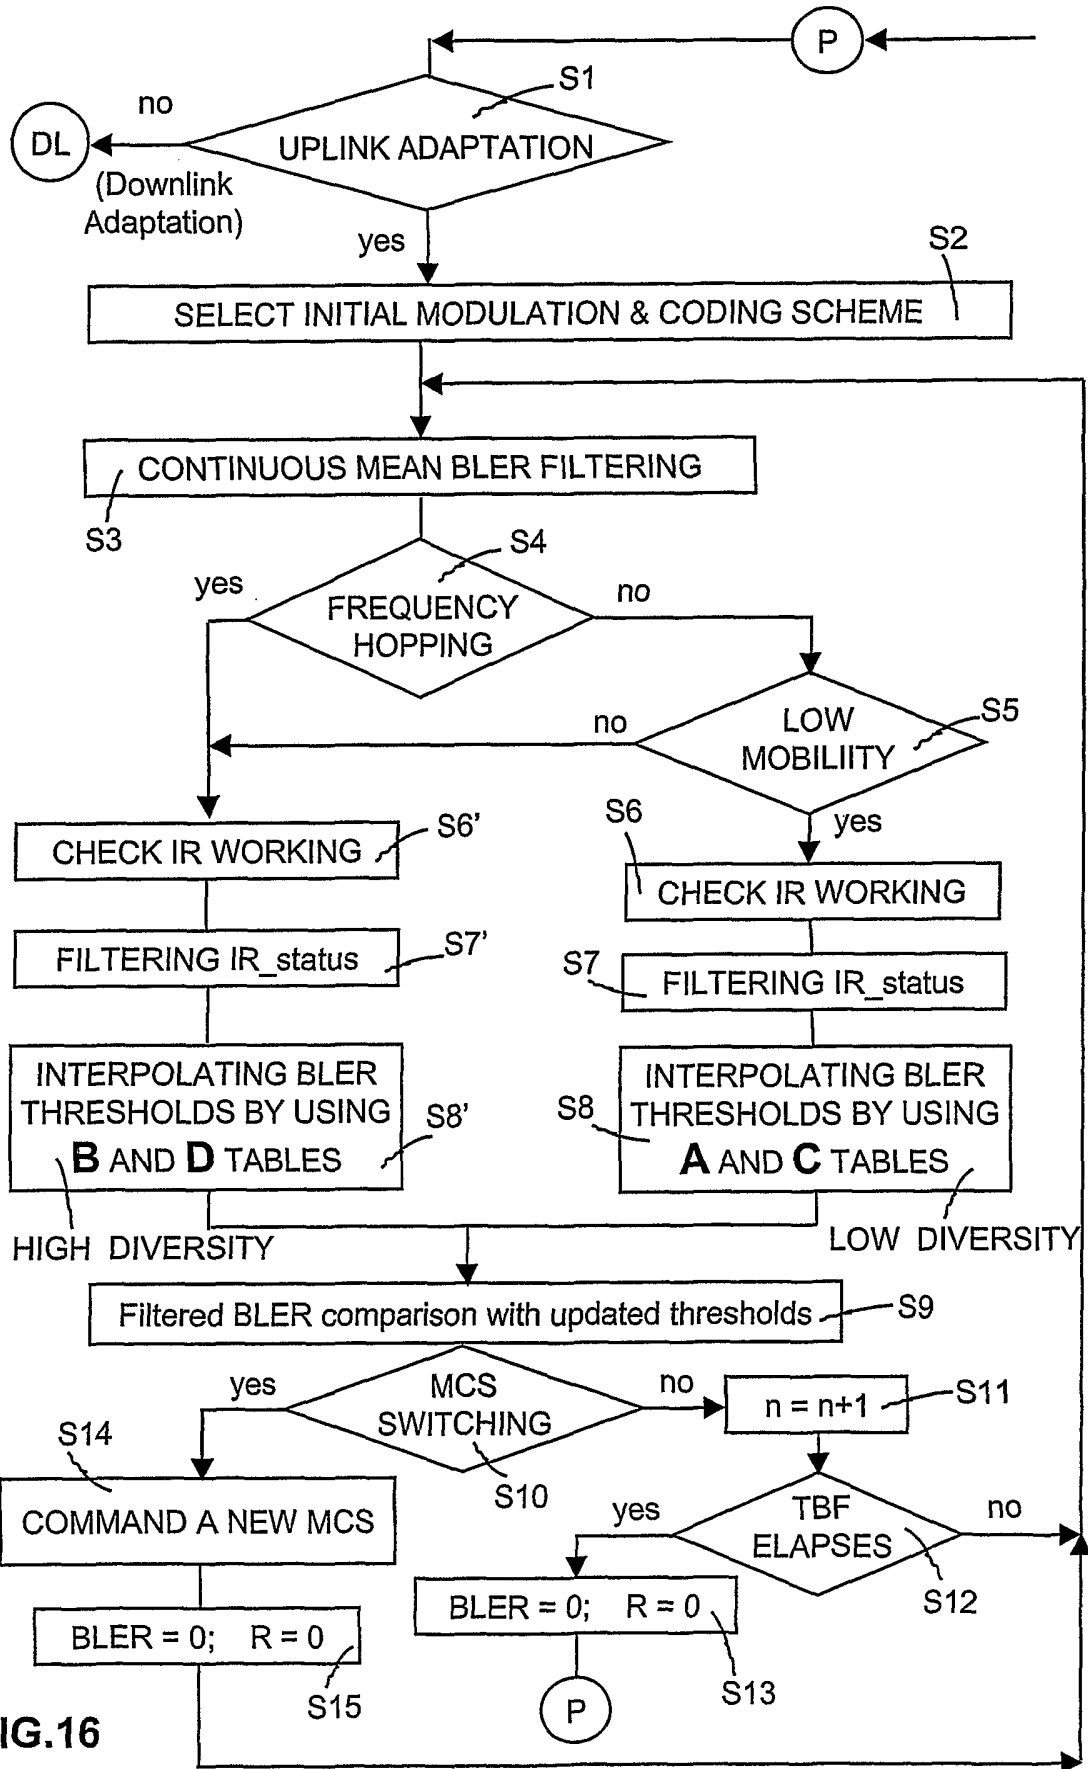 P
S1
no
DL
UPLINK ADAPTATION
(Downlink
Adaptation)
yes
S2
SELECT INITIAL MODULATION & CODING SCHEME
CONTINUOUS MEAN BLER FILTERING
S3
S4
yes
no
FREQUENCY
HOPPING
no
LOW
MOBILIITY
S5
S6'
S6
yes
CHECK IR WORKING
CHECK IR WORKING
S7'
FILTERING IR_status
S7
FILTERING IR_status
INTERPOLATING BLER
THRESHOLDS BY USING
B AND D TABLES
S8'
INTERPOLATING BLER
THRESHOLDS BY USING
A AND C TABLES
S8
HIGH DIVERSITY
LOW DIVERSITY
Filtered BLER comparison with updated thresholds
S9
yes
MCS
SWITCHING
no
n = n+1
S11
S14
S10
COMMAND A NEW MCS
yes
TBF
ELAPSES
no
S12
BLER = 0; R = 0
S13
BLER = 0; R = 0
S15
P
IG.16